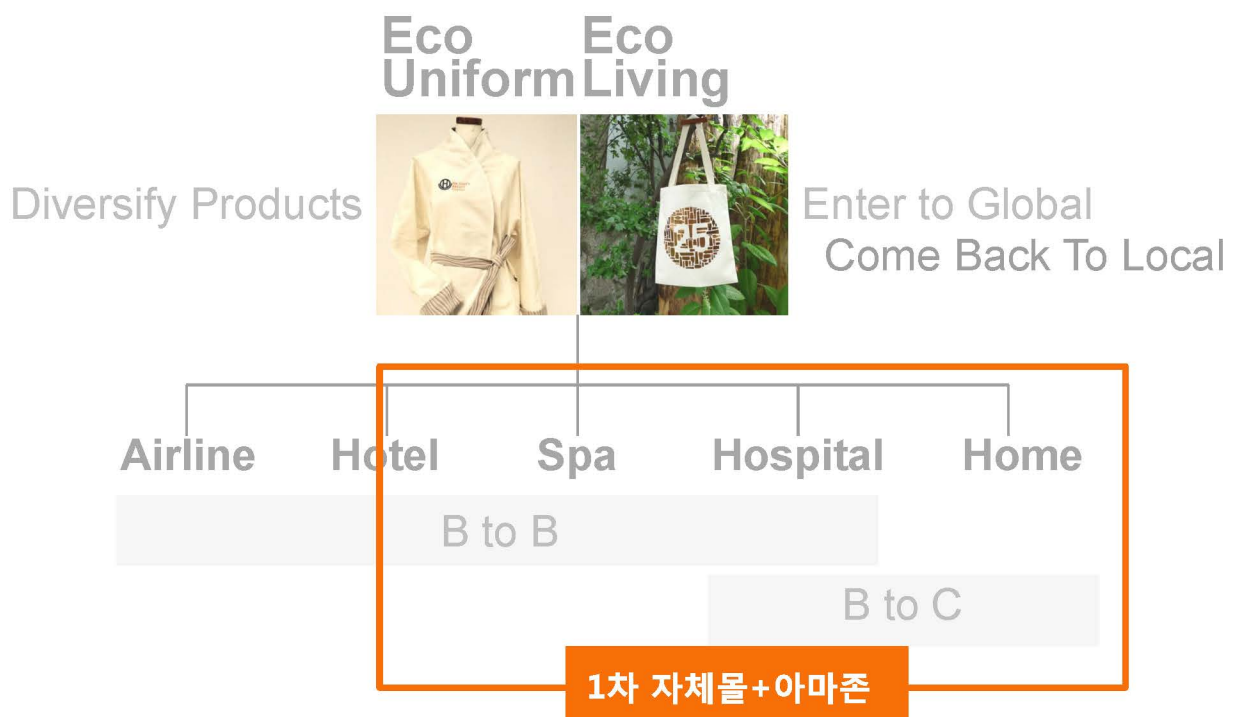 Eco Uniform
Eco Living
Diversify Products
25
Enter to Global
Come Back To Local
Airline
Hotel
Spa
Hospital
Home
B to B
B to C
1차 자체몰+아마존